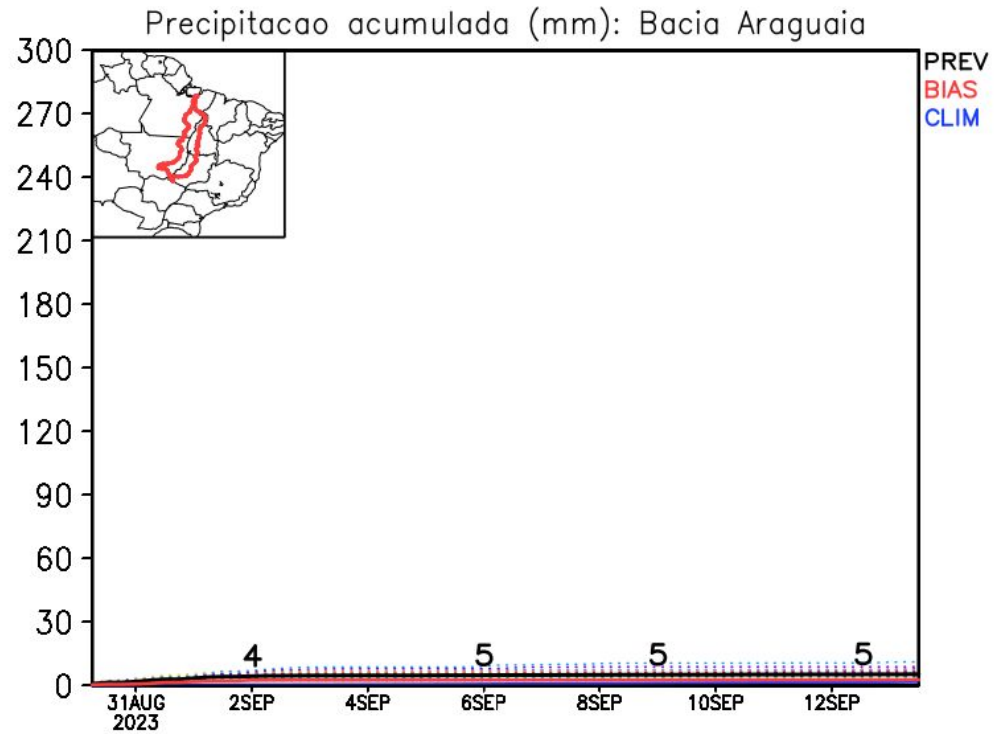 Precipitacao acumulada (mm): Bacia Araguaia
PREV
BIAS
CLIM
300
270
240
210
180
150
120
90
60
30
0
4 5 5 5
31AUG 2SEP 4SEP 6SEP 8SEP 10SEP 12SEP
2023